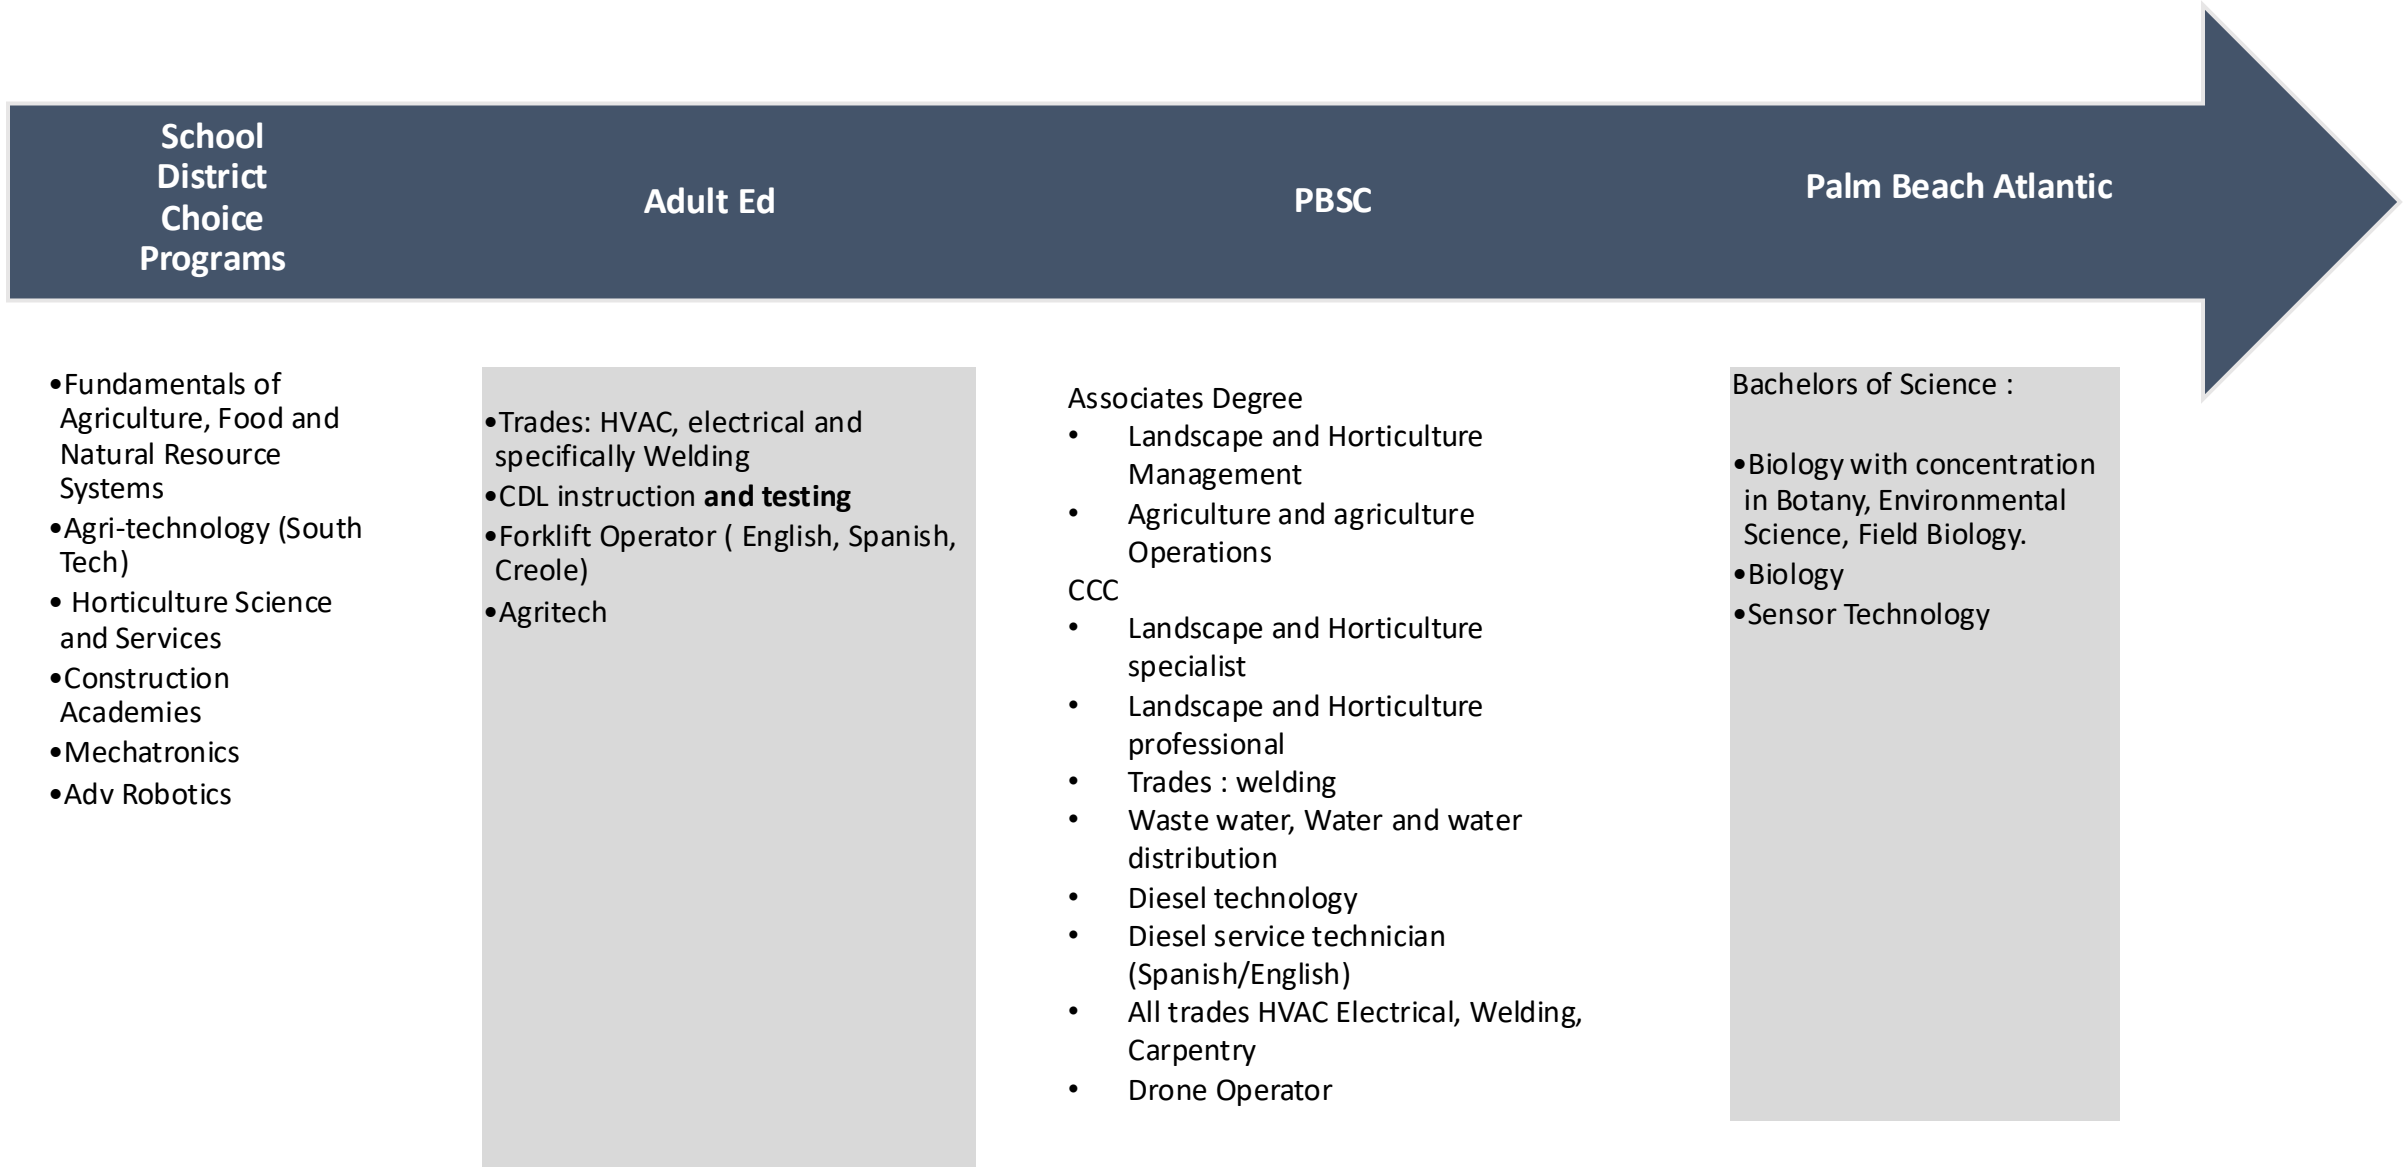 School
District
Choice
Programs
Adult Ed
PBSC
Palm Beach Atlantic
•Fundamentals of
Agriculture, Food and
Natural Resource
Systems
•Agri-technology (South
Tech)
• Horticulture Science
and Services
•Construction
Academies
•Mechatronics
•Adv Robotics
•Trades: HVAC, electrical and
specifically Welding
•CDL instruction and testing
•Forklift Operator ( English, Spanish,
Creole)
•Agritech
Associates Degree
• Landscape and Horticulture
Management
• Agriculture and agriculture
Operations
CCC
• Landscape and Horticulture
specialist
• Landscape and Horticulture
professional
• Trades : welding
• Waste water, Water and water
distribution
• Diesel technology
• Diesel service technician
(Spanish/English)
• All trades HVAC Electrical, Welding,
Carpentry
• Drone Operator
Bachelors of Science :
•Biology with concentration
in Botany, Environmental
Science, Field Biology.
•Biology
•Sensor Technology